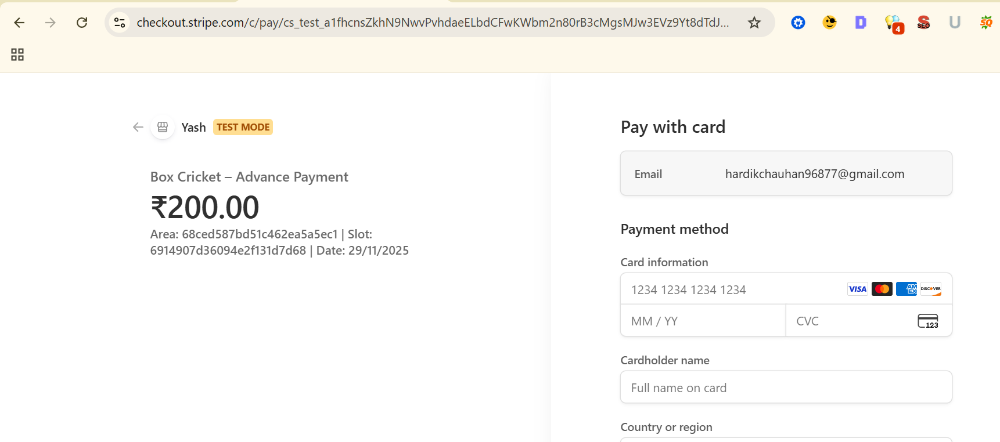 checkout.stripe.com/c/pay/cs_test_a1fhcnsZkhN9NwvPvhdaeELbdCFwKWbm2n80rB3cMgsMJw3EVz9Yt8dTdJ...
4
SEO
U
SQ
Yash TEST MODE
Box Cricket – Advance Payment
₹200.00
Area: 68ced587bd51c462ea5a5ec1 | Slot:
6914907d36094e2f131d7d68 | Date: 29/11/2025
Pay with card
Email hardikchauhan96877@gmail.com
Payment method
Card information
1234 1234 1234 1234 VISA AMEX DISCOVER
MM / YY CVC 123
Cardholder name
Full name on card
Country or region